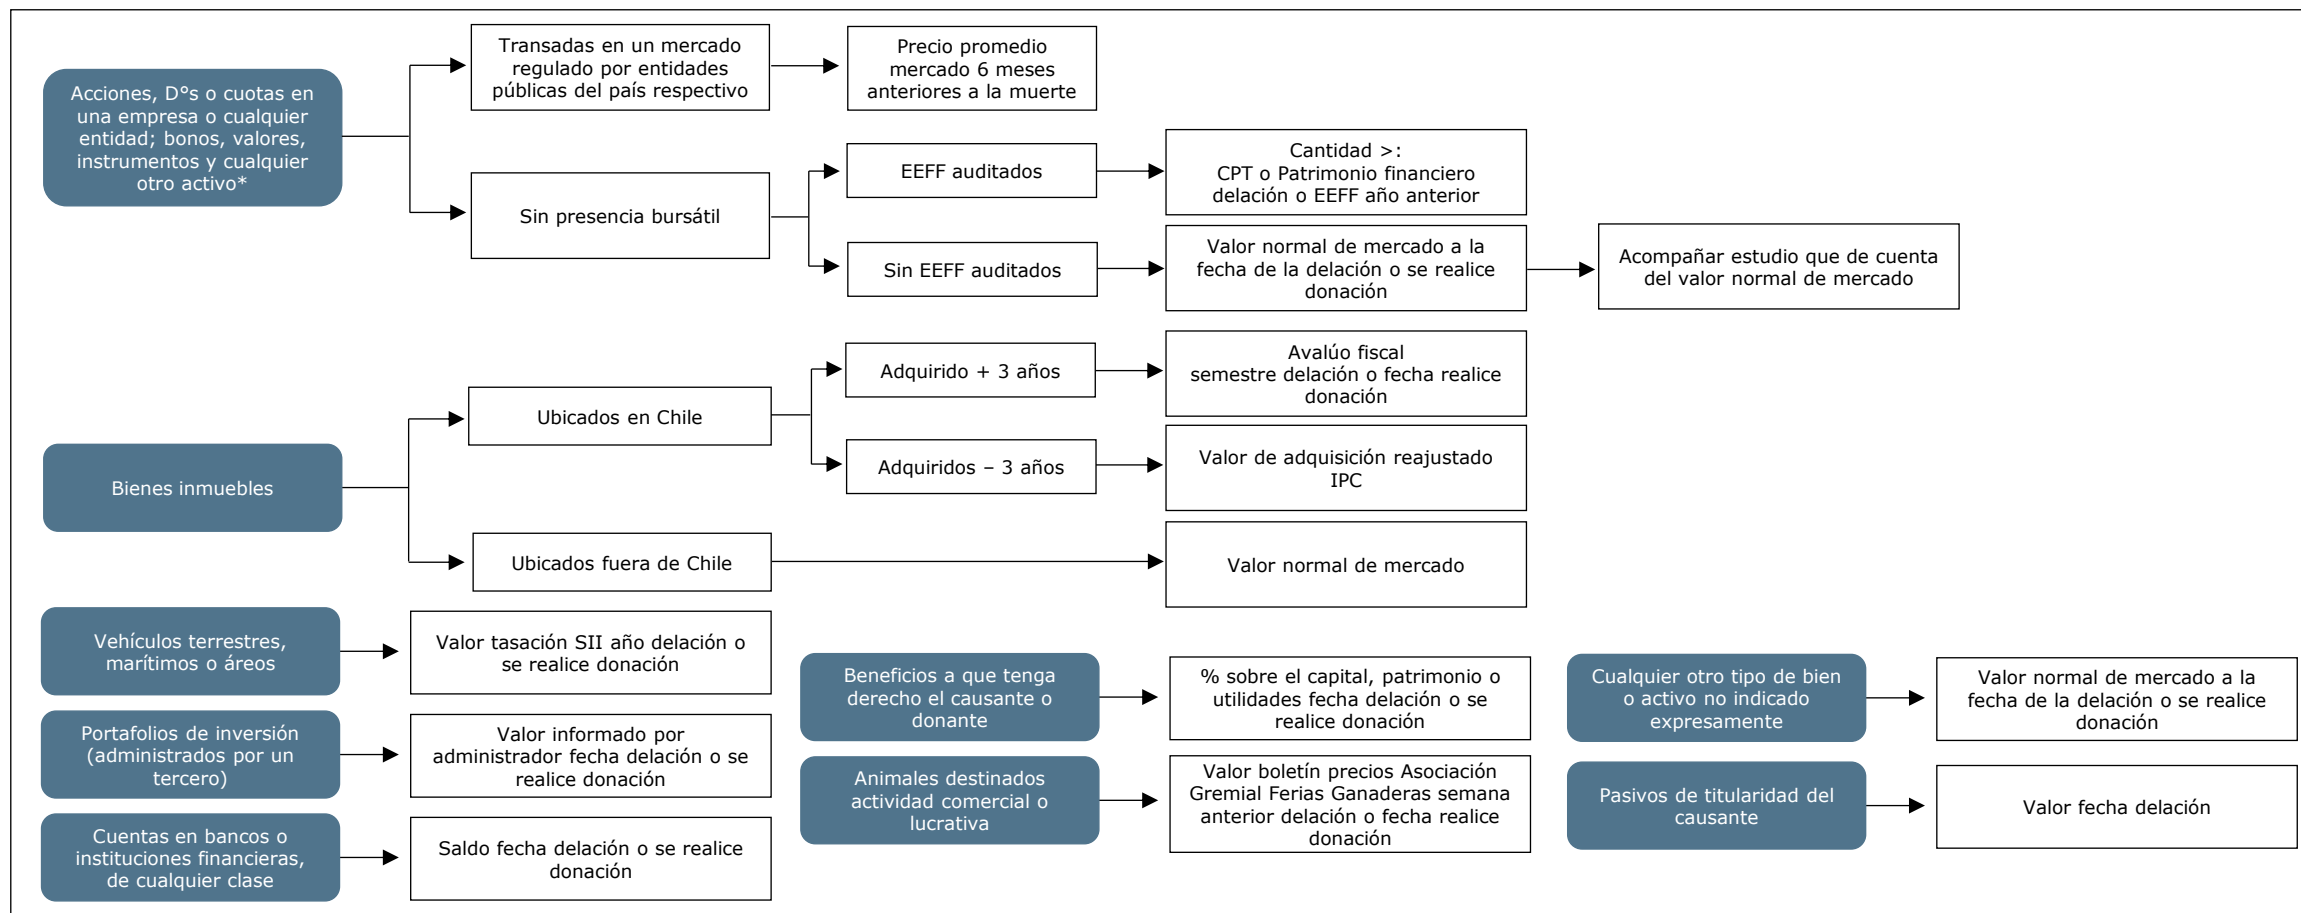 Acciones, D°s o cuotas en
una empresa o cualquier
entidad; bonos, valores,
instrumentos y cualquier
otro activo*
Transadas en un mercado
regulado por entidades
públicas del país respectivo
Precio promedio
mercado 6 meses
anteriores a la muerte
Sin presencia bursátil
EEFF auditados
Cantidad >:
CPT o Patrimonio financiero
delación o EEFF año anterior
Sin EEFF auditados
Valor normal de mercado a la
fecha de la delación o se realice
donación
Acompañar estudio que de cuenta
del valor normal de mercado
Bienes inmuebles
Ubicados en Chile
Adquirido + 3 años
Avalúo fiscal
semestre delación o fecha realice
donación
Adquiridos – 3 años
Valor de adquisición reajustado
IPC
Ubicados fuera de Chile
Valor normal de mercado
Vehículos terrestres,
marítimos o áreos
Valor tasación SII año delación o
se realice donación
Portafolios de inversión
(administrados por un
tercero)
Valor informado por
administrador fecha delación o se
realice donación
Cuentas en bancos o
instituciones financieras,
de cualquier clase
Saldo fecha delación o se realice
donación
Beneficios a que tenga
derecho el causante o
donante
% sobre el capital, patrimonio o
utilidades fecha delación o se
realice donación
Animales destinados
actividad comercial o
lucrativa
Valor boletín precios Asociación
Gremial Ferias Ganaderas semana
anterior delación o fecha realice
donación
Cualquier otro tipo de bien
o activo no indicado
expresamente
Valor normal de mercado a la
fecha de la delación o se realice
donación
Pasivos de titularidad del
causante
Valor fecha delación